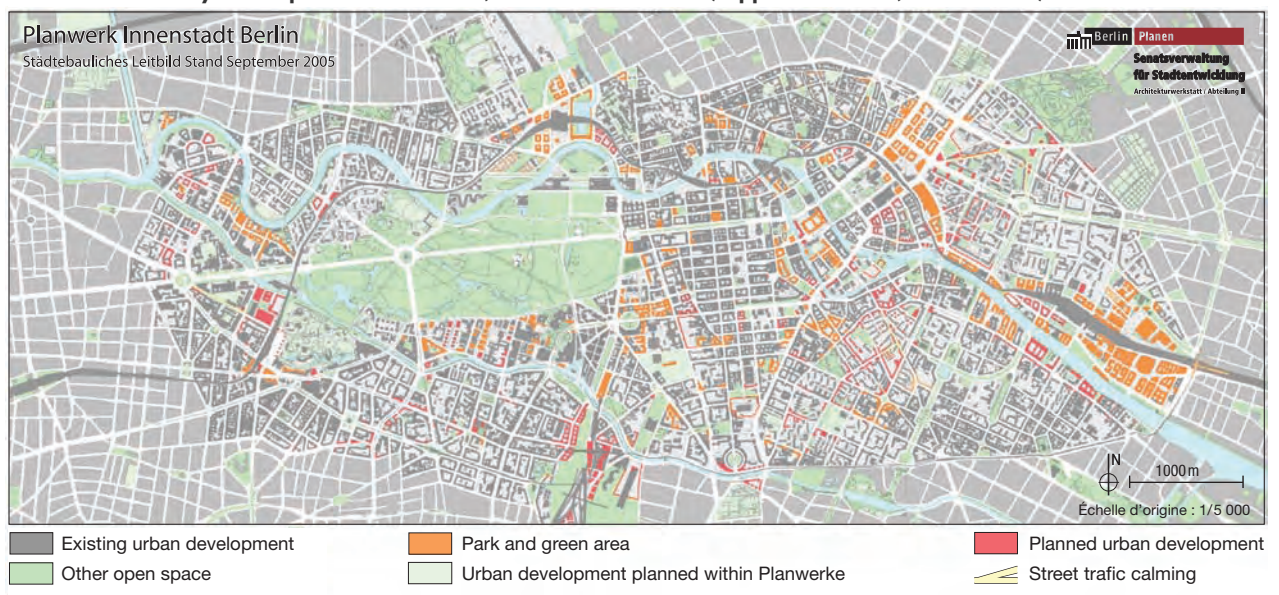 Planwerk Innenstadt Berlin
Städtebauliches Leitbild Stand September 2005
Berlin Planen
Senatsverwaltung
für Stadtentwicklung
Architekturwerkstatt / Abteilung II
N
1000 m
Échelle d'origine : 1/5 000
Existing urban development
Park and green area
Planned urban development
Other open space
Urban development planned within Planwerke
Street trafic calming